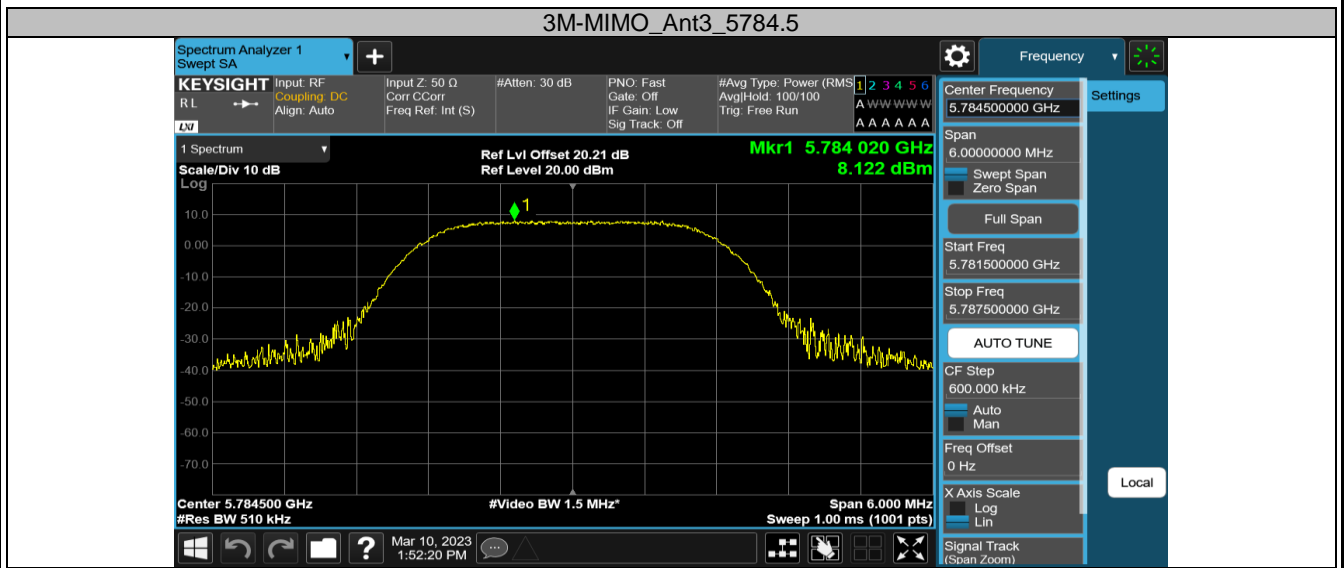 3M-MIMO_Ant3_5784.5
Spectrum Analyzer 1
Swept SA
+
Frequency
KEYSIGHT
R L
LXI
Input: RF
Coupling: DC
Align: Auto
Input Z: 50 Ω
Corr CCorr
Freq Ref: Int (S)
#Atten: 30 dB
PNO: Fast
Gate: Off
IF Gain: Low
Sig Track: Off
#Avg Type: Power (RMS
Avg|Hold: 100/100
Trig: Free Run
1 2 3 4 5 6
A W W W W W
A A A A A A
1 Spectrum
Scale/Div 10 dB
Log
Ref Lvl Offset 20.21 dB
Ref Level 20.00 dBm
Mkr1 5.784 020 GHz
8.122 dBm
1
10.0
0.00
-10.0
-20.0
-30.0
-40.0
-50.0
-60.0
-70.0
Center 5.784500 GHz
#Res BW 510 kHz
#Video BW 1.5 MHz*
Span 6.000 MHz
Sweep 1.00 ms (1001 pts)
?
Mar 10, 2023
1:52:20 PM
Center Frequency
5.784500000 GHz
Span
6.00000000 MHz
Swept Span
Zero Span
Full Span
Start Freq
5.781500000 GHz
Stop Freq
5.787500000 GHz
AUTO TUNE
CF Step
600.000 kHz
Auto
Man
Freq Offset
0 Hz
X Axis Scale
Log
Lin
Signal Track
(Span Zoom)
Settings
Local